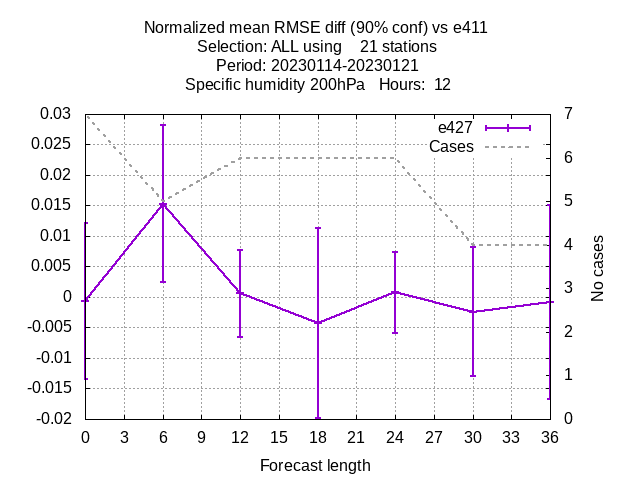 Normalized mean RMSE diff (90% conf) vs e411
Selection: ALL using    21 stations
Period: 20230114-20230121
Specific humidity 200hPa   Hours:  12
0.03
0.025
0.02
0.015
0.01
0.005
0
-0.005
-0.01
-0.015
-0.02
e427
Cases
7
6
5
4
3
2
1
0
No cases
0 3 6 9 12 15 18 21 24 27 30 33 36
Forecast length